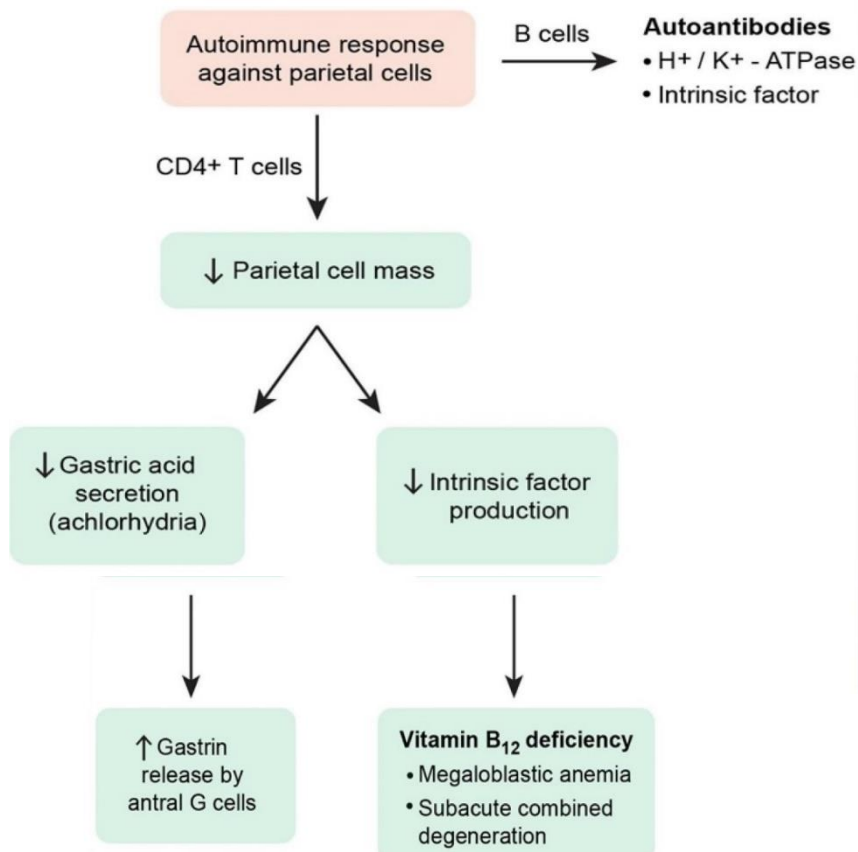 Autoimmune response
against parietal cells
B cells
Autoantibodies
• H+ / K+ - ATPase
• Intrinsic factor
CD4+ T cells
↓ Parietal cell mass
↓ Gastric acid
secretion
(achlorhydria)
↓ Intrinsic factor
production
↑ Gastrin
release by
antral G cells
Vitamin B₁₂ deficiency
• Megaloblastic anemia
• Subacute combined
degeneration